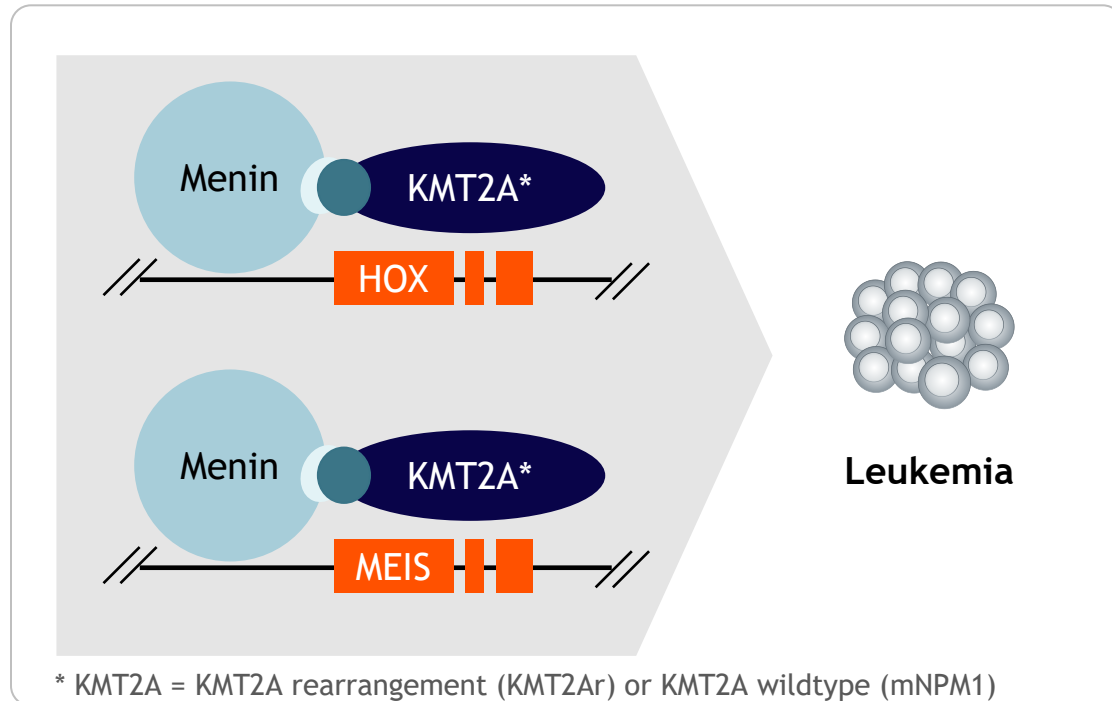 Menin
KMT2A*
HOX
Menin
KMT2A*
MEIS
Leukemia
* KMT2A = KMT2A rearrangement (KMT2Ar) or KMT2A wildtype (mNPM1)